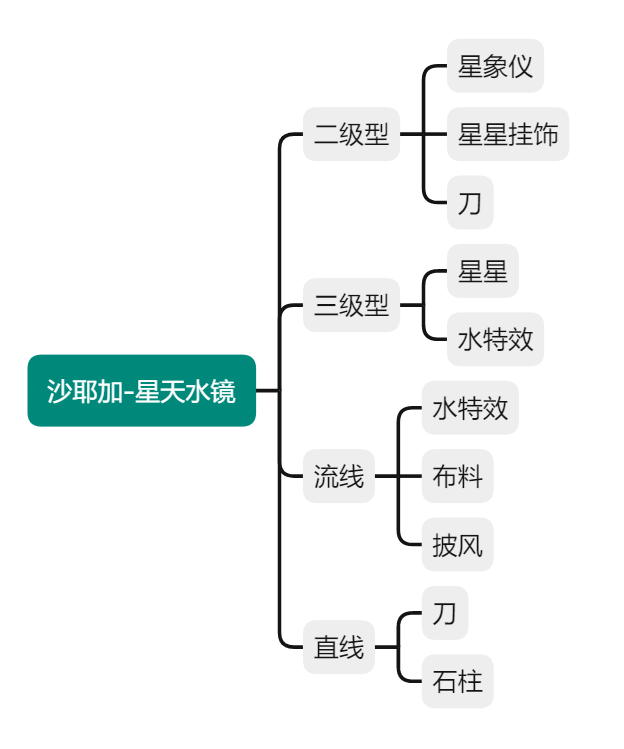 沙耶加-星天水镜
二级型
星象仪
星星挂饰
刀
三级型
星星
水特效
流线
水特效
布料
披风
直线
刀
石柱